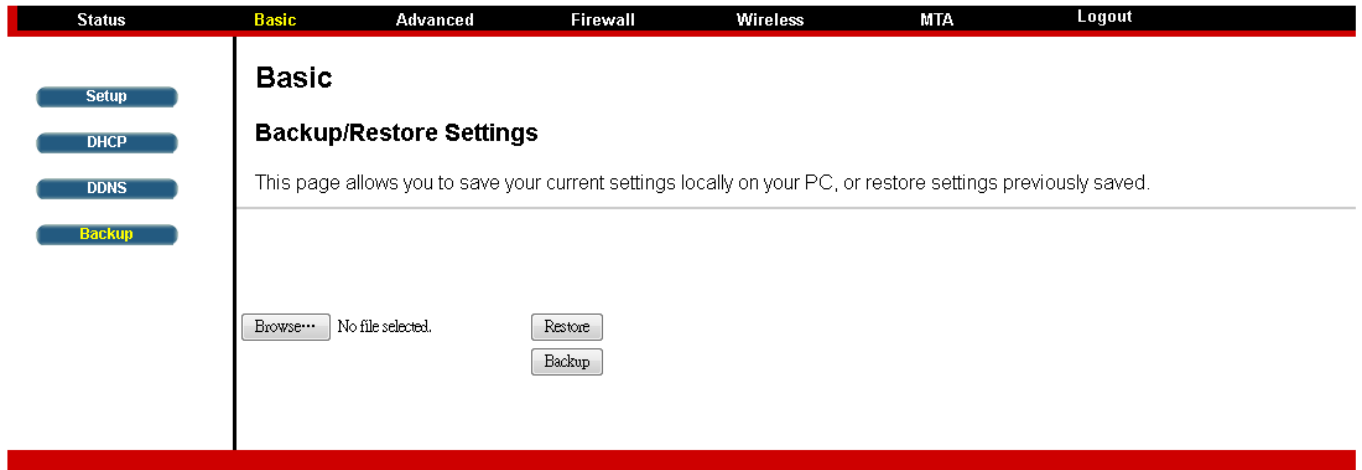 Status Basic Advanced Firewall Wireless MTA Logout
Setup
DHCP
DDNS
Backup
Basic
Backup/Restore Settings
This page allows you to save your current settings locally on your PC, or restore settings previously saved.
Browse··· No file selected. Restore
Backup